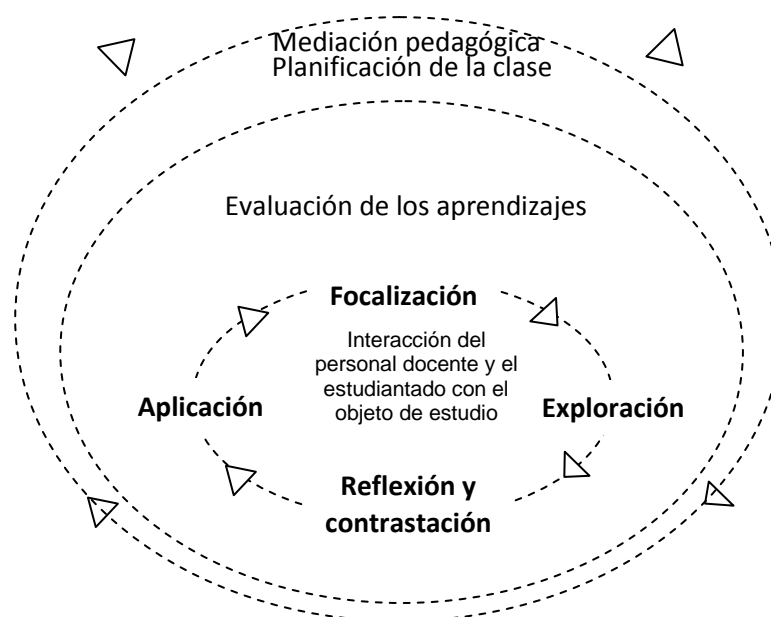 Mediación pedagógica
Planificación de la clase
Evaluación de los aprendizajes
Focalización
Interacción del
personal docente y el
estudiantado con el
objeto de estudio
Aplicación
Exploración
Reflexión y
contrastación